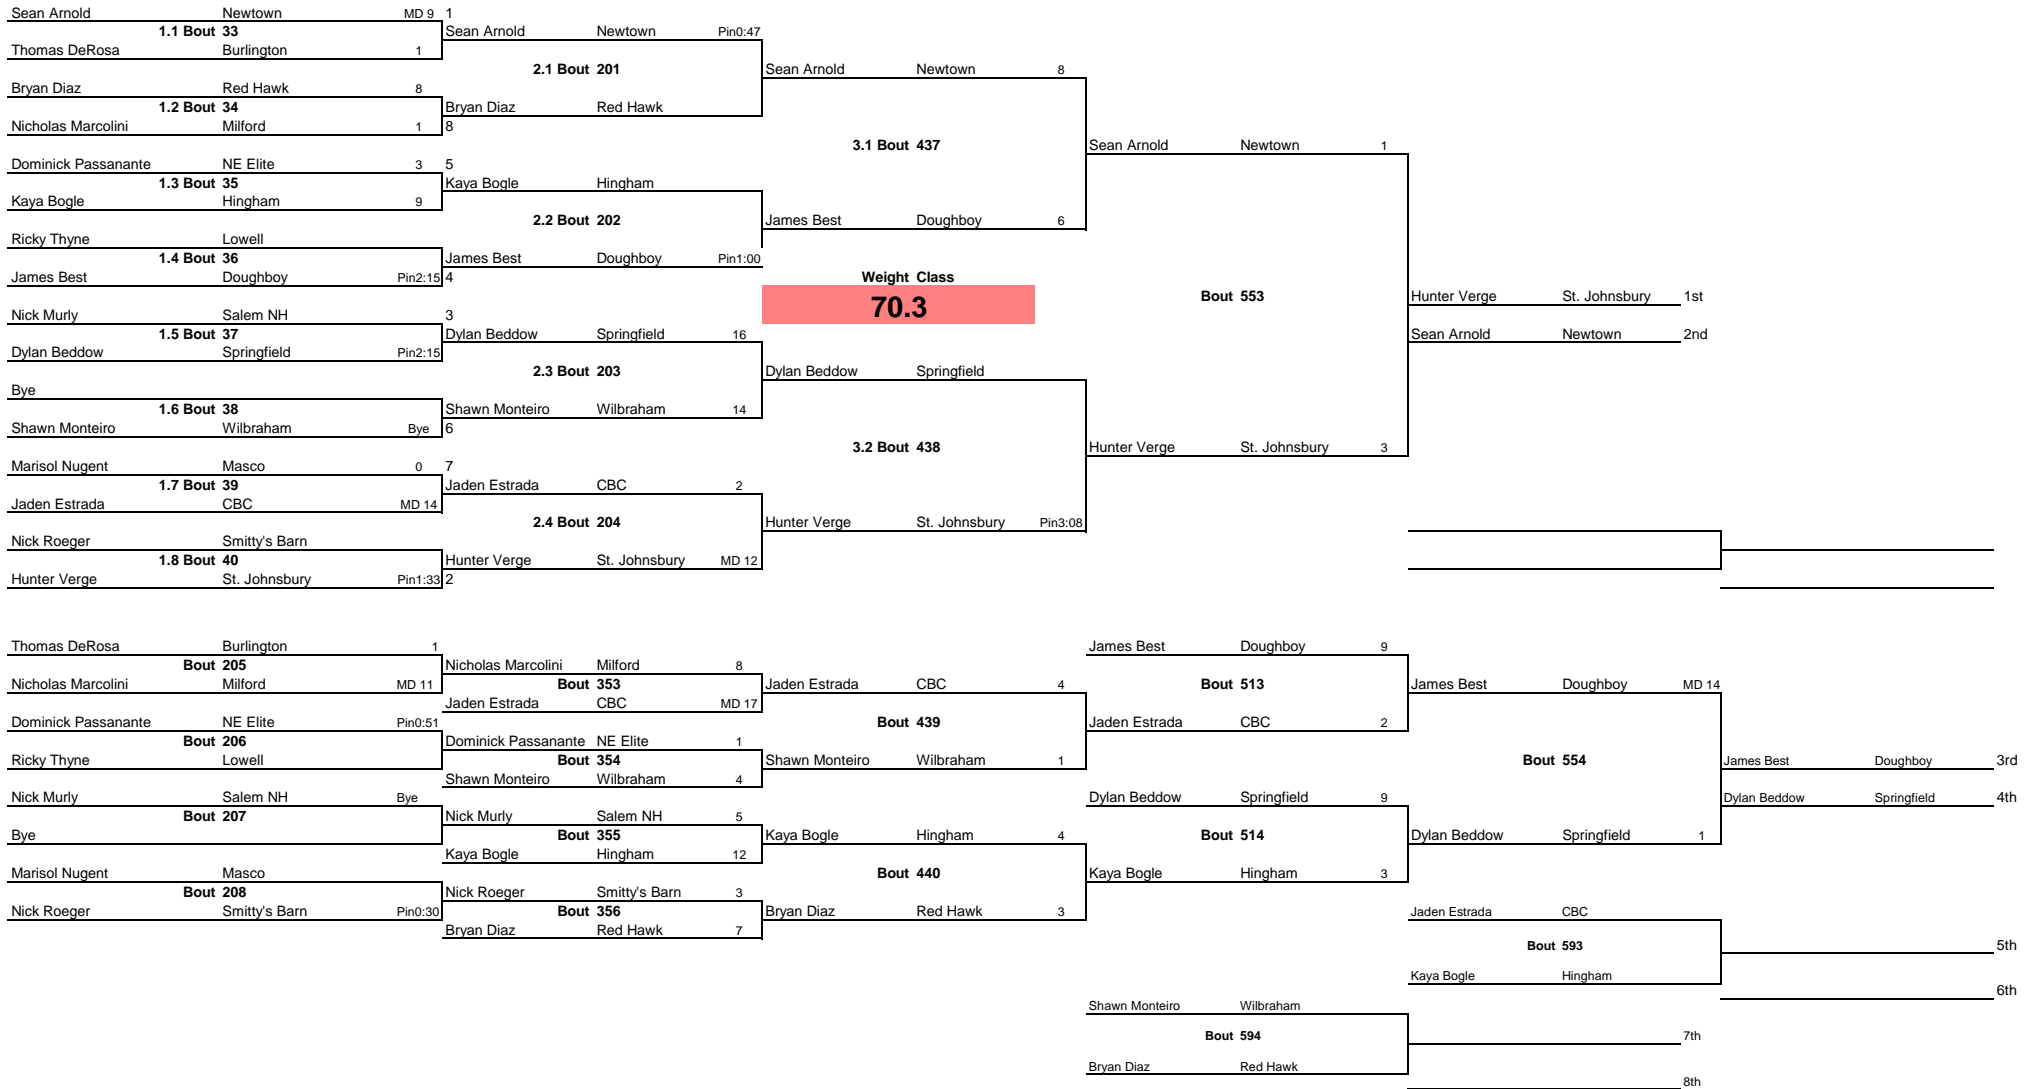 Sean Arnold Newtown MD 9 1
1.1 Bout 33
Thomas DeRosa Burlington 1
Bryan Diaz Red Hawk 8
1.2 Bout 34
Nicholas Marcolini Milford 1 8
Dominick Passanante NE Elite 3 5
1.3 Bout 35
Kaya Bogle Hingham 9
Ricky Thyne Lowell
1.4 Bout 36
James Best Doughboy Pin2:15 4
Nick Murly Salem NH 3
1.5 Bout 37
Dylan Beddow Springfield Pin2:15
Bye
1.6 Bout 38
Shawn Monteiro Wilbraham Bye 6
Marisol Nugent Masco 0 7
1.7 Bout 39
Jaden Estrada CBC MD 14
Nick Roeger Smitty's Barn
1.8 Bout 40
Hunter Verge St. Johnsbury Pin1:33 2
Sean Arnold Newtown Pin0:47
2.1 Bout 201
Bryan Diaz Red Hawk
Kaya Bogle Hingham
2.2 Bout 202
James Best Doughboy Pin1:00
Dylan Beddow Springfield 16
2.3 Bout 203
Shawn Monteiro Wilbraham 14
Jaden Estrada CBC 2
2.4 Bout 204
Hunter Verge St. Johnsbury MD 12
Sean Arnold Newtown 8
3.1 Bout 437
James Best Doughboy 6
Weight Class
70.3
Dylan Beddow Springfield
3.2 Bout 438
Hunter Verge St. Johnsbury Pin3:08
Sean Arnold Newtown 1
Bout 553
Hunter Verge St. Johnsbury 3
Hunter Verge St. Johnsbury 1st
Sean Arnold Newtown 2nd
Thomas DeRosa Burlington 1
Bout 205
Nicholas Marcolini Milford MD 11
Dominick Passanante NE Elite Pin0:51
Bout 206
Ricky Thyne Lowell
Nick Murly Salem NH Bye
Bout 207
Bye
Marisol Nugent Masco
Bout 208
Nick Roeger Smitty's Barn Pin0:30
Nicholas Marcolini Milford 8
Bout 353
Jaden Estrada CBC MD 17
Dominick Passanante NE Elite 1
Bout 354
Shawn Monteiro Wilbraham 4
Nick Murly Salem NH 5
Bout 355
Kaya Bogle Hingham 12
Nick Roeger Smitty's Barn 3
Bout 356
Bryan Diaz Red Hawk 7
Jaden Estrada CBC 4
Bout 439
Shawn Monteiro Wilbraham 1
Kaya Bogle Hingham 4
Bout 440
Bryan Diaz Red Hawk 3
James Best Doughboy 9
Bout 513
Jaden Estrada CBC 2
Dylan Beddow Springfield 9
Bout 514
Kaya Bogle Hingham 3
James Best Doughboy MD 14
Bout 554
Dylan Beddow Springfield 1
James Best Doughboy 3rd
Dylan Beddow Springfield 4th
Jaden Estrada CBC
Bout 593
Kaya Bogle Hingham
5th
6th
Shawn Monteiro Wilbraham
Bout 594
Bryan Diaz Red Hawk
7th
8th